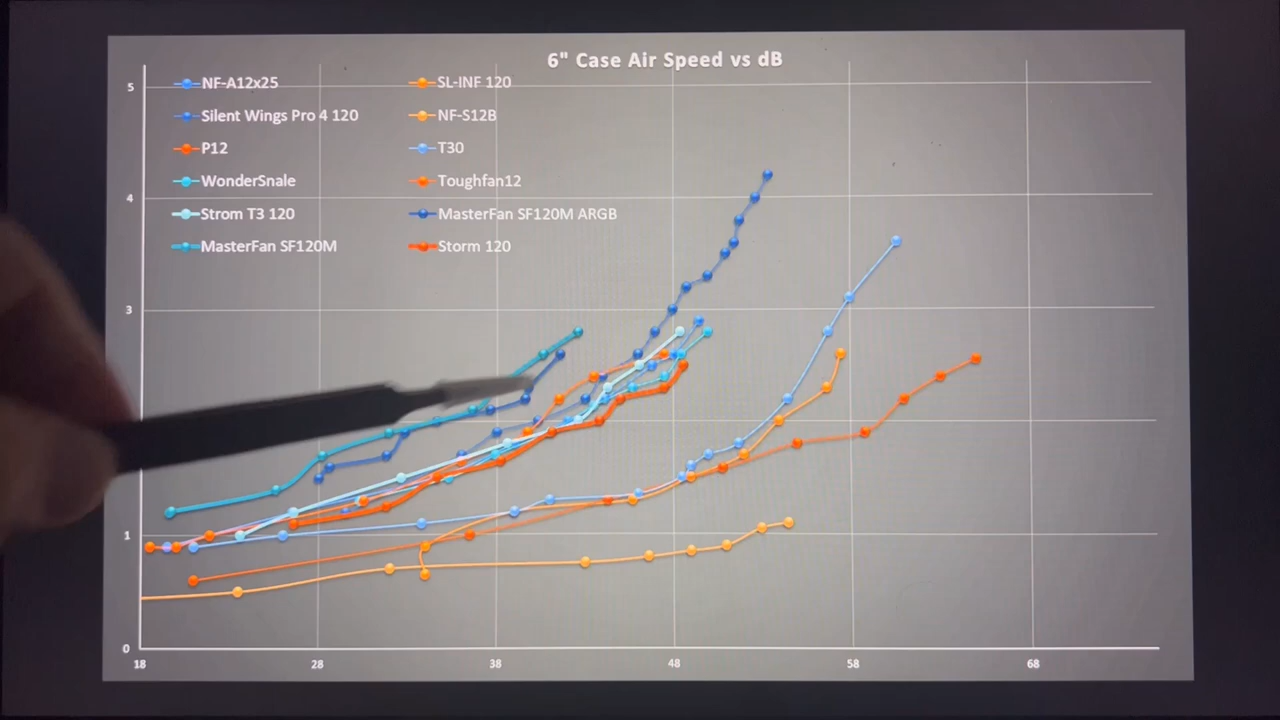 6" Case Air Speed vs dB
NF-A12x25 SL-INF 120
Silent Wings Pro 4 120 NF-S12B
P12 T30
WonderSnale Toughfan12
Strom T3 120 MasterFan SF120M ARGB
MasterFan SF120M Storm 120
5
4
3
1
0
18 28 38 48 58 68